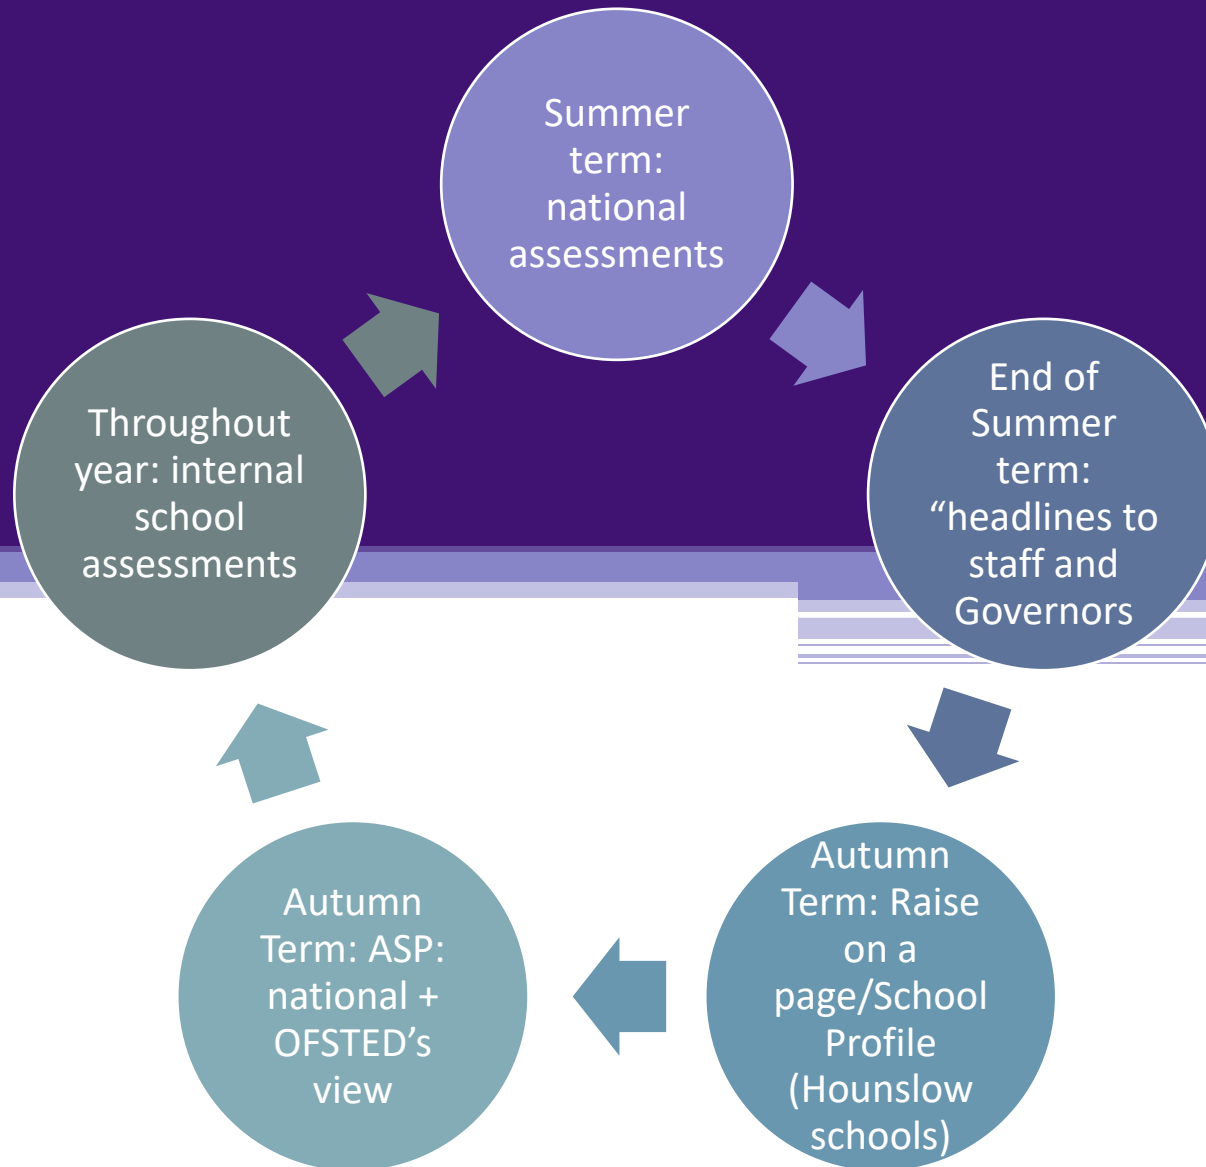 Summer
term:
national
assessments
End of
Summer
term:
“headlines to
staff and
Governors
Autumn
Term: Raise
on a
page/School
Profile
(Hounslow
schools)
Autumn
Term: ASP:
national +
OFSTED’s
view
Throughout
year: internal
school
assessments